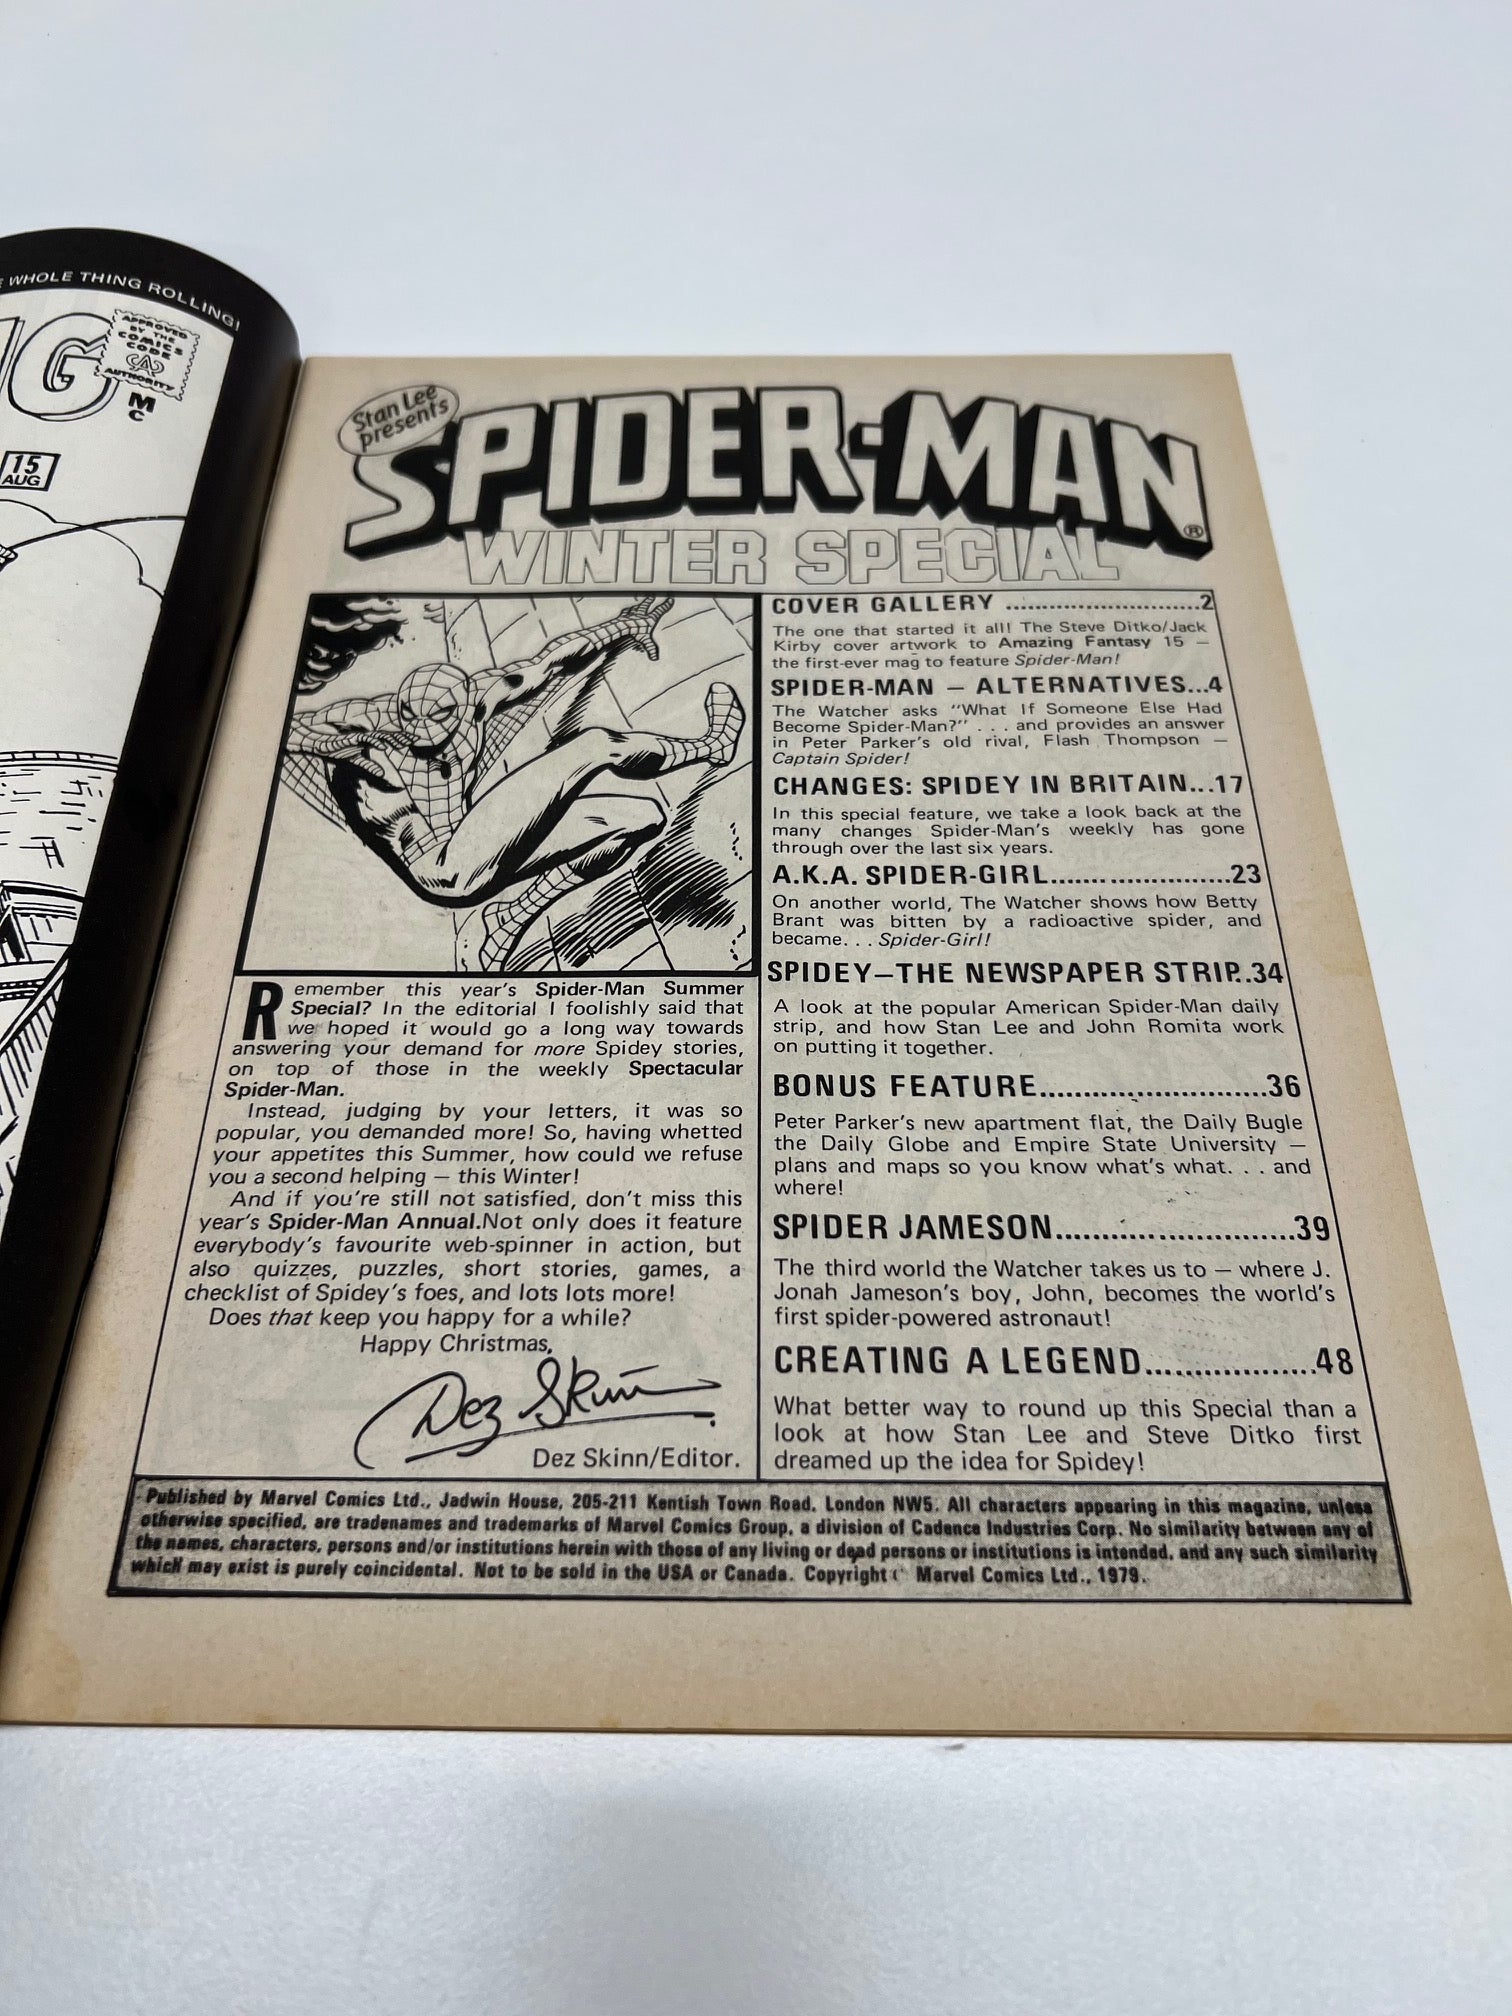 WHOLE THING ROLLING!
G
APPROVED
BY THE
COMICS
CODE
AUTHORITY
MC
15
AUG
Stan Lee
presents
SPIDER-MAN®
WINTER SPECIAL
Remember this year's Spider-Man Summer
Special? In the editorial I foolishly said that
we hoped it would go a long way towards
answering your demand for more Spidey stories,
on top of those in the weekly Spectacular
Spider-Man.
Instead, judging by your letters, it was so
popular, you demanded more! So, having whetted
your appetites this Summer, how could we refuse
you a second helping — this Winter!
And if you're still not satisfied, don't miss this
year's Spider-Man Annual.Not only does it feature
everybody's favourite web-spinner in action, but
also quizzes, puzzles, short stories, games, a
checklist of Spidey's foes, and lots lots more!
Does that keep you happy for a while?
Happy Christmas,
Dez Skinn
Dez Skinn/Editor.
COVER GALLERY ............................2
The one that started it all! The Steve Ditko/Jack
Kirby cover artwork to Amazing Fantasy 15 —
the first-ever mag to feature Spider-Man!
SPIDER-MAN — ALTERNATIVES...4
The Watcher asks "What If Someone Else Had
Become Spider-Man?" . . . and provides an answer
in Peter Parker's old rival, Flash Thompson —
Captain Spider!
CHANGES: SPIDEY IN BRITAIN...17
In this special feature, we take a look back at the
many changes Spider-Man's weekly has gone
through over the last six years.
A.K.A. SPIDER-GIRL.......................23
On another world, The Watcher shows how Betty
Brant was bitten by a radioactive spider, and
became. . . Spider-Girl!
SPIDEY—THE NEWSPAPER STRIP..34
A look at the popular American Spider-Man daily
strip, and how Stan Lee and John Romita work
on putting it together.
BONUS FEATURE...........................36
Peter Parker's new apartment flat, the Daily Bugle
the Daily Globe and Empire State University —
plans and maps so you know what's what. . . and
where!
SPIDER JAMESON...........................39
The third world the Watcher takes us to — where J.
Jonah Jameson's boy, John, becomes the world's
first spider-powered astronaut!
CREATING A LEGEND..................48
What better way to round up this Special than a
look at how Stan Lee and Steve Ditko first
dreamed up the idea for Spidey!
Published by Marvel Comics Ltd., Jadwin House, 205-211 Kentish Town Road, London NW5. All characters appearing in this magazine, unless
otherwise specified, are tradenames and trademarks of Marvel Comics Group, a division of Cadence Industries Corp. No similarity between any of
the names, characters, persons and/or institutions herein with those of any living or dead persons or institutions is intended, and any such similarity
which may exist is purely coincidental. Not to be sold in the USA or Canada. Copyright © Marvel Comics Ltd., 1979.